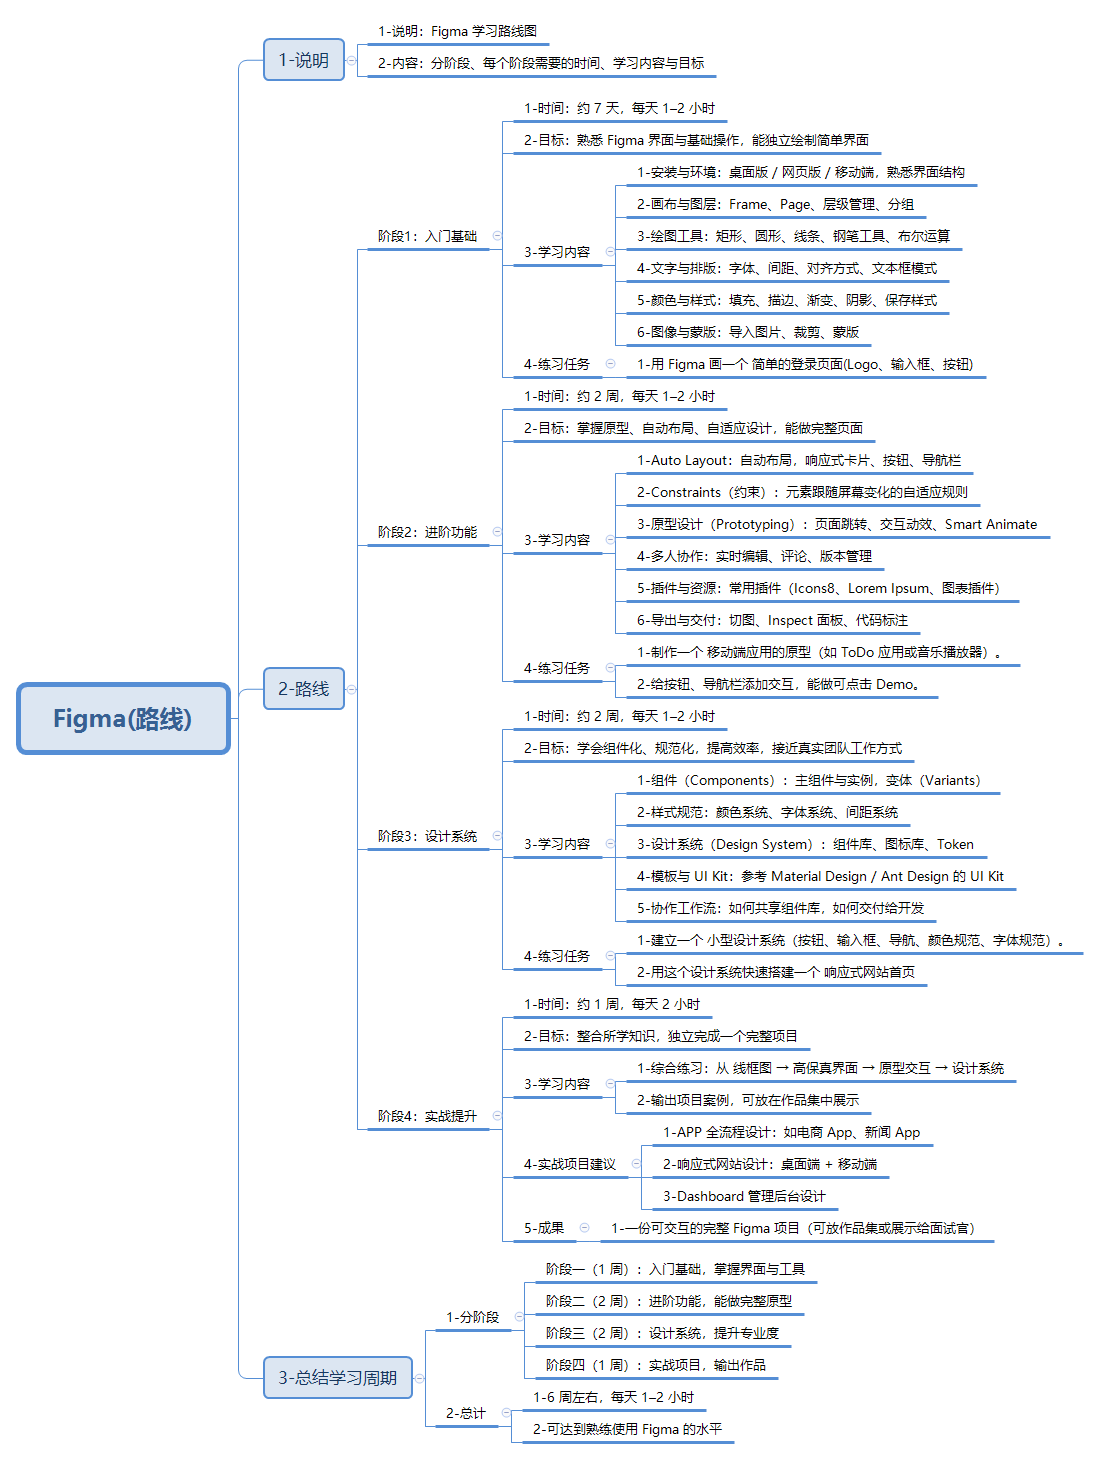 Figma(路线)
1-说明
1-说明：Figma 学习路线图
2-内容：分阶段、每个阶段需要的时间、学习内容与目标
2-路线
阶段1：入门基础
1-时间：约 7 天，每天 1–2 小时
2-目标：熟悉 Figma 界面与基础操作，能独立绘制简单界面
3-学习内容
1-安装与环境：桌面版 / 网页版 / 移动端，熟悉界面结构
2-画布与图层：Frame、Page、层级管理、分组
3-绘图工具：矩形、圆形、线条、钢笔工具、布尔运算
4-文字与排版：字体、间距、对齐方式、文本框模式
5-颜色与样式：填充、描边、渐变、阴影、保存样式
6-图像与蒙版：导入图片、裁剪、蒙版
4-练习任务
1-用 Figma 画一个 简单的登录页面(Logo、输入框、按钮)
阶段2：进阶功能
1-时间：约 2 周，每天 1–2 小时
2-目标：掌握原型、自动布局、自适应设计，能做完整页面
3-学习内容
1-Auto Layout：自动布局，响应式卡片、按钮、导航栏
2-Constraints（约束）：元素跟随屏幕变化的自适应规则
3-原型设计（Prototyping）：页面跳转、交互动效、Smart Animate
4-多人协作：实时编辑、评论、版本管理
5-插件与资源：常用插件（Icons8、Lorem Ipsum、图表插件）
6-导出与交付：切图、Inspect 面板、代码标注
4-练习任务
1-制作一个 移动端应用的原型（如 ToDo 应用或音乐播放器）。
2-给按钮、导航栏添加交互，能做可点击 Demo。
阶段3：设计系统
1-时间：约 2 周，每天 1–2 小时
2-目标：学会组件化、规范化，提高效率，接近真实团队工作方式
3-学习内容
1-组件（Components）：主组件与实例，变体（Variants）
2-样式规范：颜色系统、字体系统、间距系统
3-设计系统（Design System）：组件库、图标库、Token
4-模板与 UI Kit：参考 Material Design / Ant Design 的 UI Kit
5-协作工作流：如何共享组件库，如何交付给开发
4-练习任务
1-建立一个 小型设计系统（按钮、输入框、导航、颜色规范、字体规范）。
2-用这个设计系统快速搭建一个 响应式网站首页
阶段4：实战提升
1-时间：约 1 周，每天 2 小时
2-目标：整合所学知识，独立完成一个完整项目
3-学习内容
1-综合练习：从 线框图 → 高保真界面 → 原型交互 → 设计系统
2-输出项目案例，可放在作品集中展示
4-实战项目建议
1-APP 全流程设计：如电商 App、新闻 App
2-响应式网站设计：桌面端 + 移动端
3-Dashboard 管理后台设计
5-成果
1-一份可交互的完整 Figma 项目（可放作品集或展示给面试官）
3-总结学习周期
1-分阶段
阶段一（1 周）：入门基础，掌握界面与工具
阶段二（2 周）：进阶功能，能做完整原型
阶段三（2 周）：设计系统，提升专业度
阶段四（1 周）：实战项目，输出作品
2-总计
1-6 周左右，每天 1–2 小时
2-可达到熟练使用 Figma 的水平